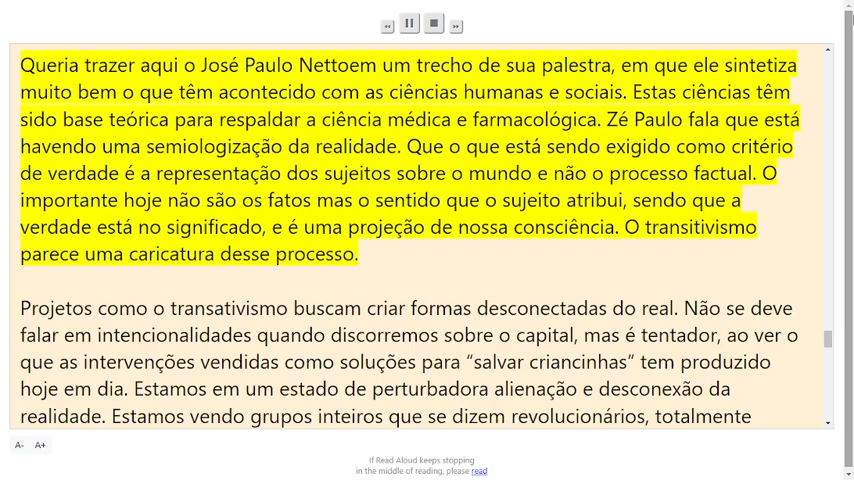 Queria trazer aqui o José Paulo Nettoem um trecho de sua palestra, em que ele sintetiza
muito bem o que têm acontecido com as ciências humanas e sociais. Estas ciências têm
sido base teórica para respaldar a ciência médica e farmacológica. Zé Paulo fala que está
havendo uma semiologização da realidade. Que o que está sendo exigido como critério
de verdade é a representação dos sujeitos sobre o mundo e não o processo factual. O
importante hoje não são os fatos mas o sentido que o sujeito atribui, sendo que a
verdade está no significado, e é uma projeção de nossa consciência. O transitivismo
parece uma caricatura desse processo.
Projetos como o transativismo buscam criar formas desconectadas do real. Não se deve
falar em intencionalidades quando discorremos sobre o capital, mas é tentador, ao ver o
que as intervenções vendidas como soluções para “salvar criancinhas” tem produzido
hoje em dia. Estamos em um estado de perturbadora alienação e desconexão da
realidade. Estamos vendo grupos inteiros que se dizem revolucionários, totalmente
A- A+
If Read Aloud keeps stopping
in the middle of reading, please read